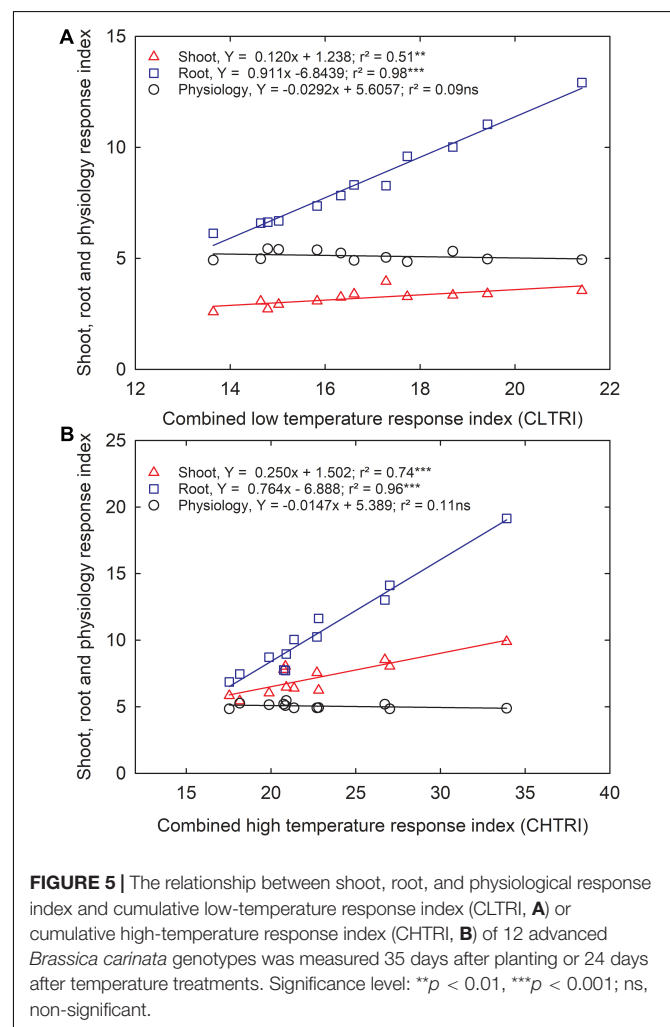 A
15
Shoot, Y = 0.120x + 1.238; r² = 0.51**
Root, Y = 0.911x -6.8439; r² = 0.98***
Physiology, Y = -0.0292x + 5.6057; r² = 0.09ns
10
5
0
Shoot, root and physiology response index
12 14 16 18 20 22
Combined low temperature response index (CLTRI)
B
25
Shoot, Y = 0.250x + 1.502; r² = 0.74***
Root, Y = 0.764x - 6.888; r² = 0.96***
Physiology, Y = -0.0147x + 5.389; r² = 0.11ns
20
15
10
5
0
Shoot, root and physiology response index
15 20 25 30 35 40
Combined high temperature response index (CHTRI)
FIGURE 5 | The relationship between shoot, root, and physiological response
index and cumulative low-temperature response index (CLTRI, A) or
cumulative high-temperature response index (CHTRI, B) of 12 advanced
Brassica carinata genotypes was measured 35 days after planting or 24 days
after temperature treatments. Significance level: **p < 0.01, ***p < 0.001; ns,
non-significant.